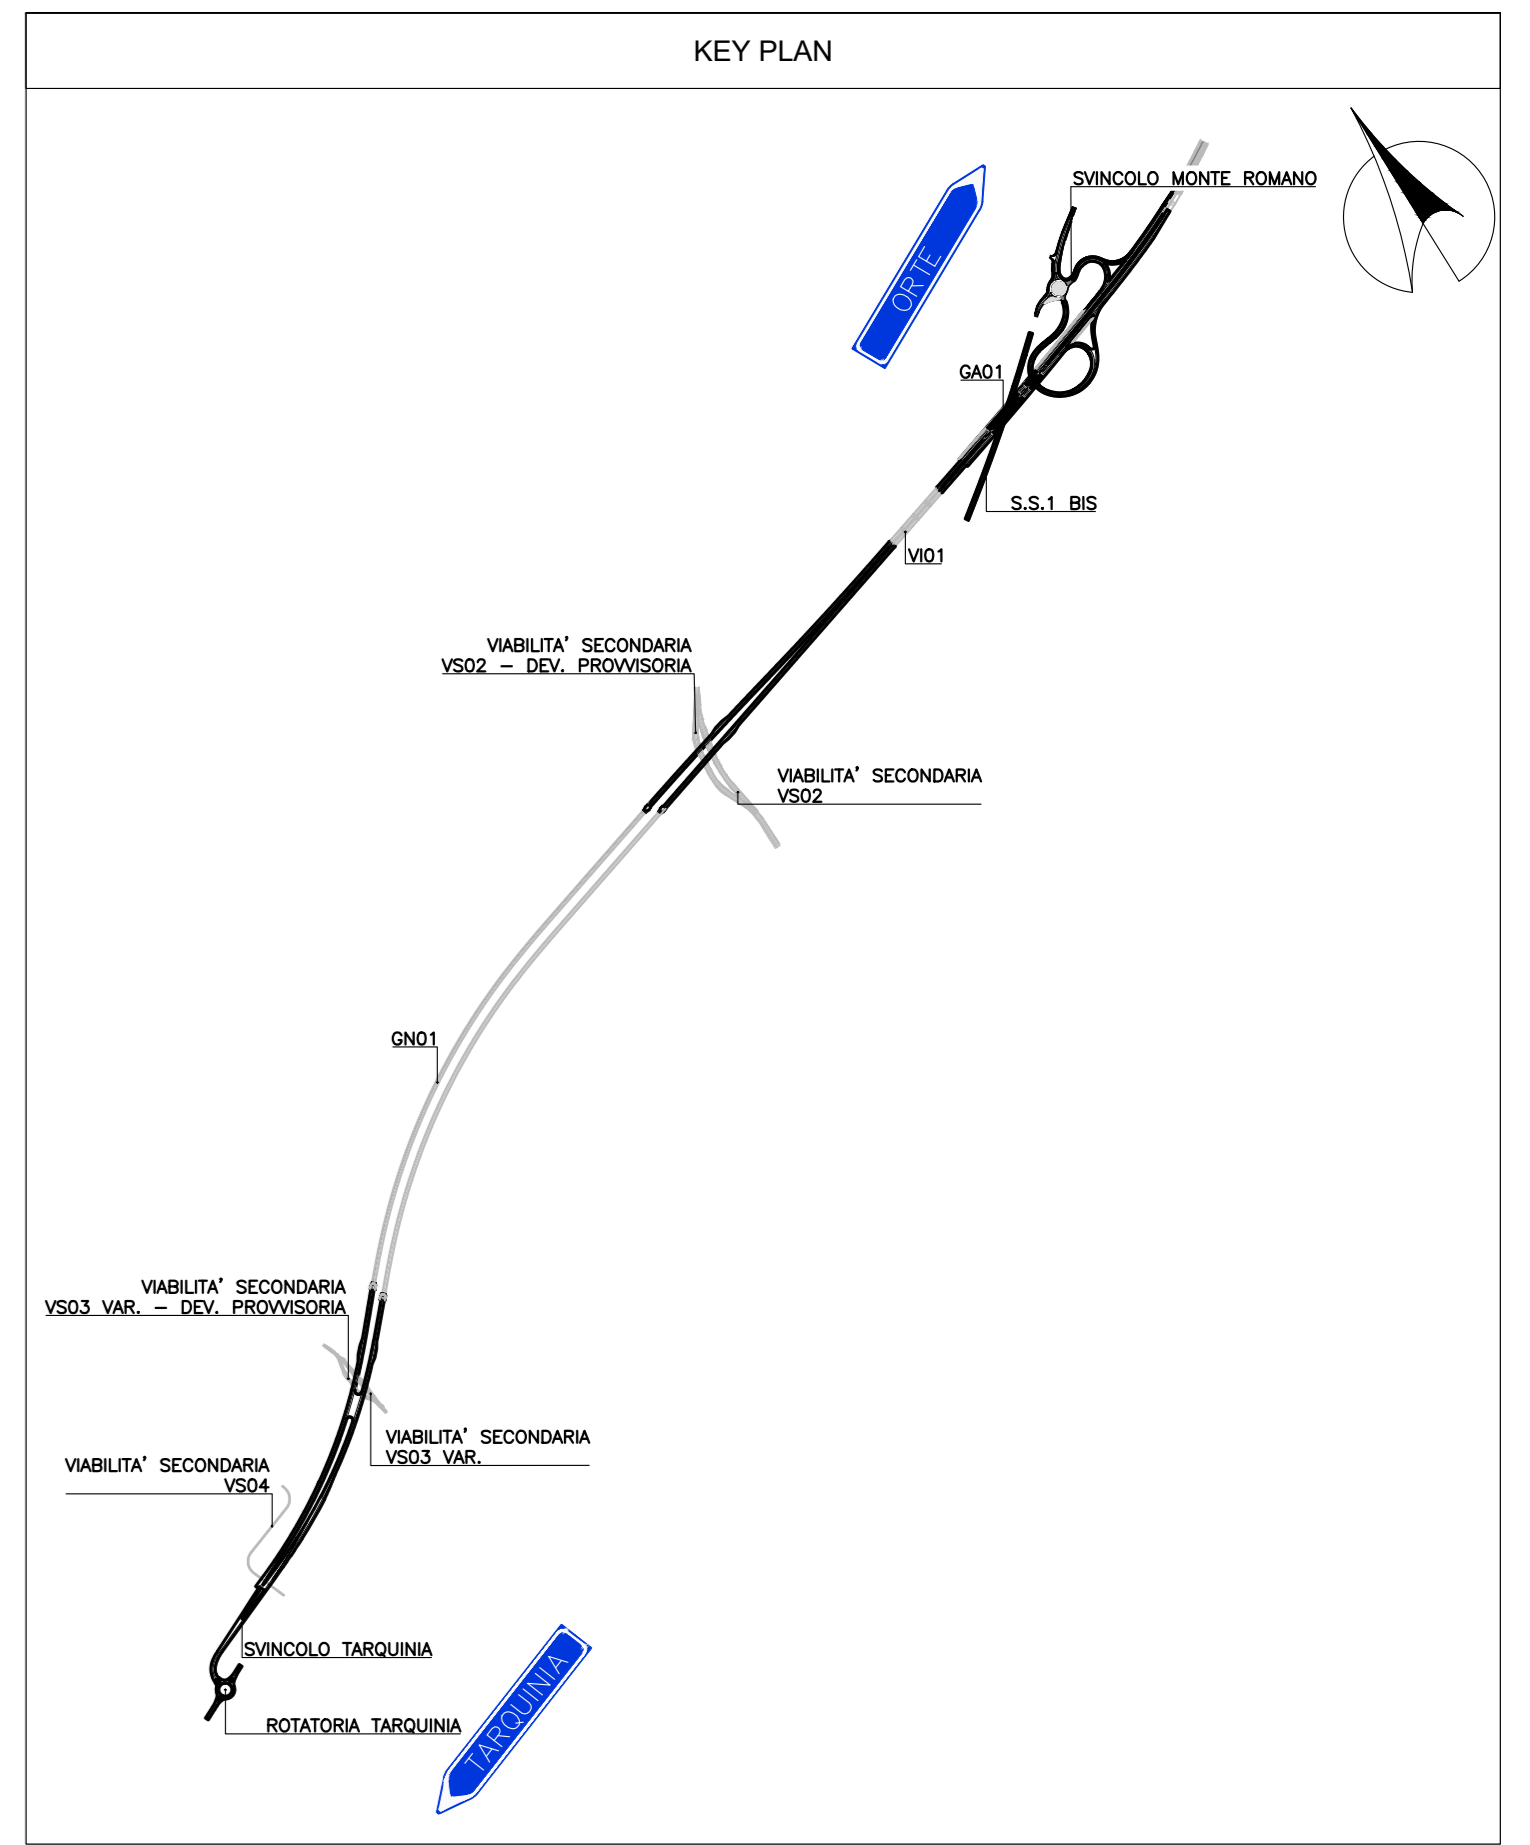 KEY PLAN
SVINCOLO MONTE ROMANO
ORTE
GA01
S.S.1 BIS
VI01
VIABILITA' SECONDARIA
VS02 – DEV. PROVVISORIA
VIABILITA' SECONDARIA
VS02
GN01
VIABILITA' SECONDARIA
VS03 VAR. – DEV. PROVVISORIA
VIABILITA' SECONDARIA
VS03 VAR.
VIABILITA' SECONDARIA
VS04
SVINCOLO TARQUINIA
TARQUINIA
ROTATORIA TARQUINIA